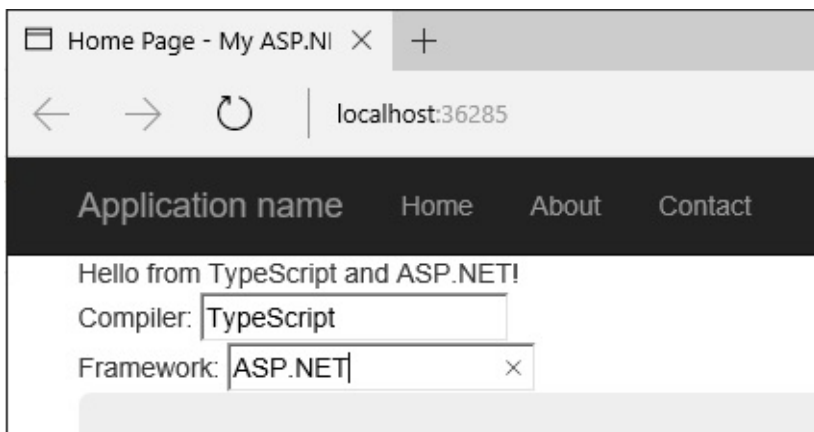 Home Page - My ASP.NI
localhost:36285
Application name Home About Contact
Hello from TypeScript and ASP.NET!
Compiler: TypeScript
Framework: ASP.NET